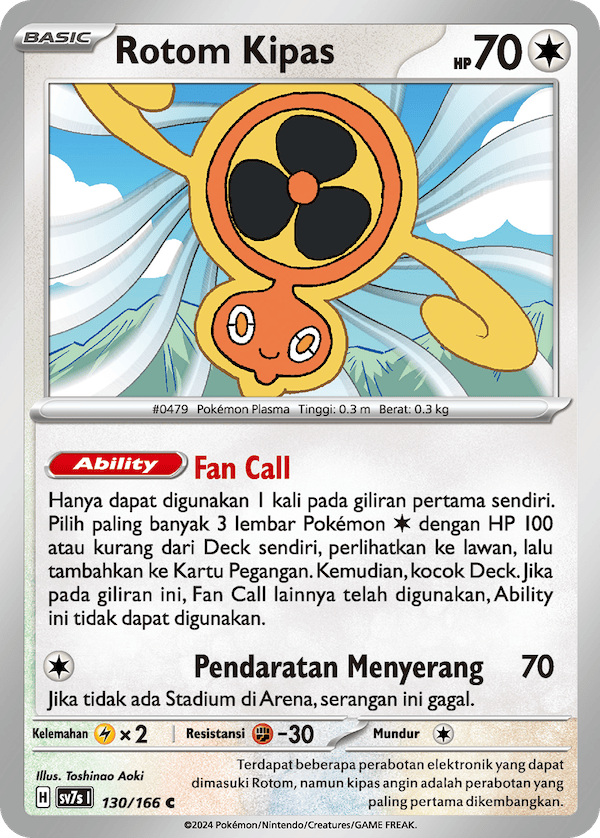 BASIC
Rotom Kipas
HP 70
#0479 Pokémon Plasma Tinggi: 0.3 m Berat: 0.3 kg
Ability Fan Call
Hanya dapat digunakan 1 kali pada giliran pertama sendiri.
Pilih paling banyak 3 lembar Pokémon dengan HP 100
atau kurang dari Deck sendiri, perlihatkan ke lawan, lalu
tambahkan ke Kartu Pegangan. Kemudian, kocok Deck. Jika
pada giliran ini, Fan Call lainnya telah digunakan, Ability
ini tidak dapat digunakan.
Pendaratan Menyerang 70
Jika tidak ada Stadium di Arena, serangan ini gagal.
Kelemahan ×2 Resistansi -30 Mundur
Terdapat beberapa perabotan elektronik yang dapat
dimasuki Rotom, namun kipas angin adalah perabotan yang
paling pertama dikembangkan.
Illus. Toshinao Aoki
H sv7s I 130/166 C
©2024 Pokémon/Nintendo/Creatures/GAME FREAK.